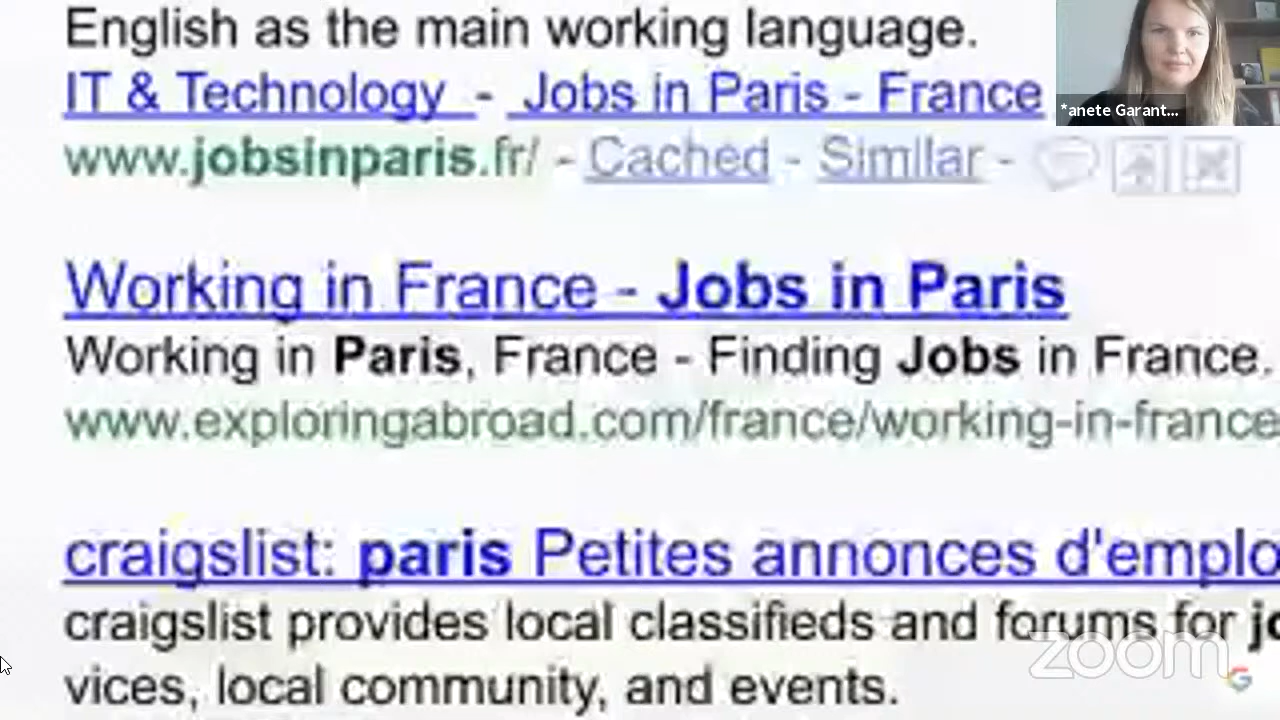 English as the main working language.
IT & Technology - Jobs in Paris - France
*anete Garant...
www.jobsinparis.fr/ - Cached - Similar -
Working in France - Jobs in Paris
Working in Paris, France - Finding Jobs in France.
www.exploringabroad.com/france/working-in-france
craigslist: paris Petites annonces d'emplo
craigslist provides local classifieds and forums for jo
vices, local community, and events.
zoom